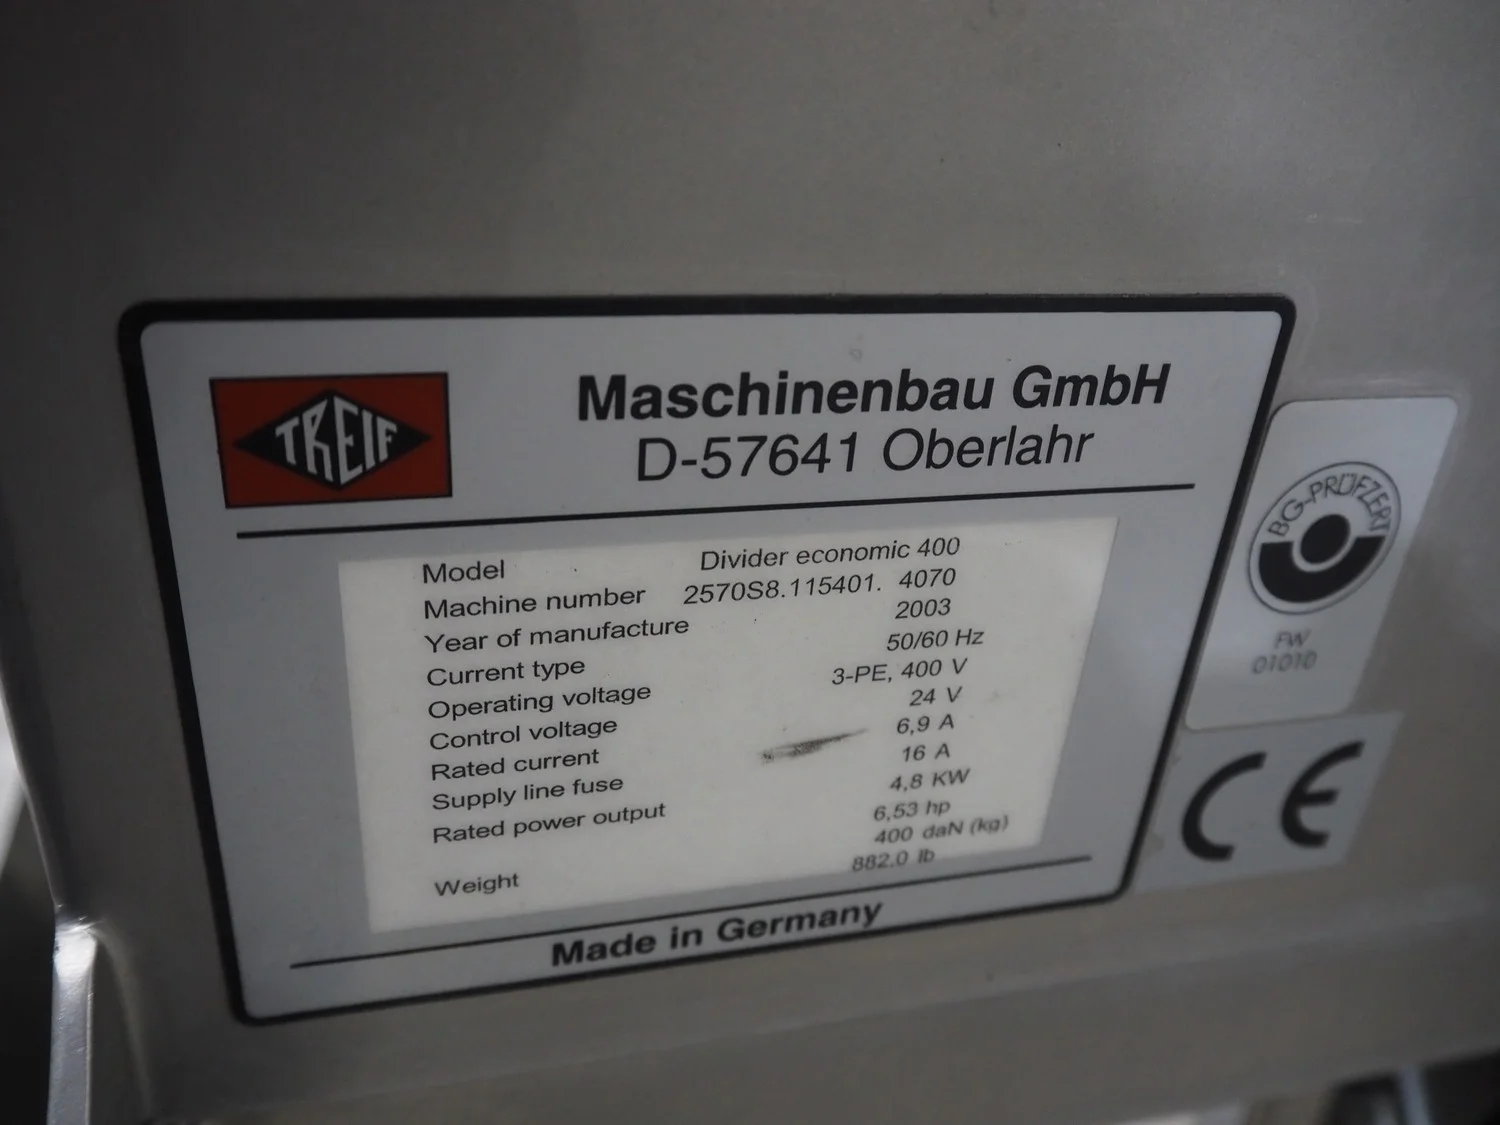 TREIF
Maschinenbau GmbH
D-57641 Oberlahr
Model Divider economic 400
Machine number 2570S8.115401. 4070
Year of manufacture 2003
Current type 50/60 Hz
Operating voltage 3-PE, 400 V
Control voltage 24 V
Rated current 6,9 A
Supply line fuse 16 A
Rated power output 4,8 KW
6,53 hp
Weight 400 daN (kg)
882.0 lb
Made in Germany
BG-PRÜFZERT
FW
01010
CE